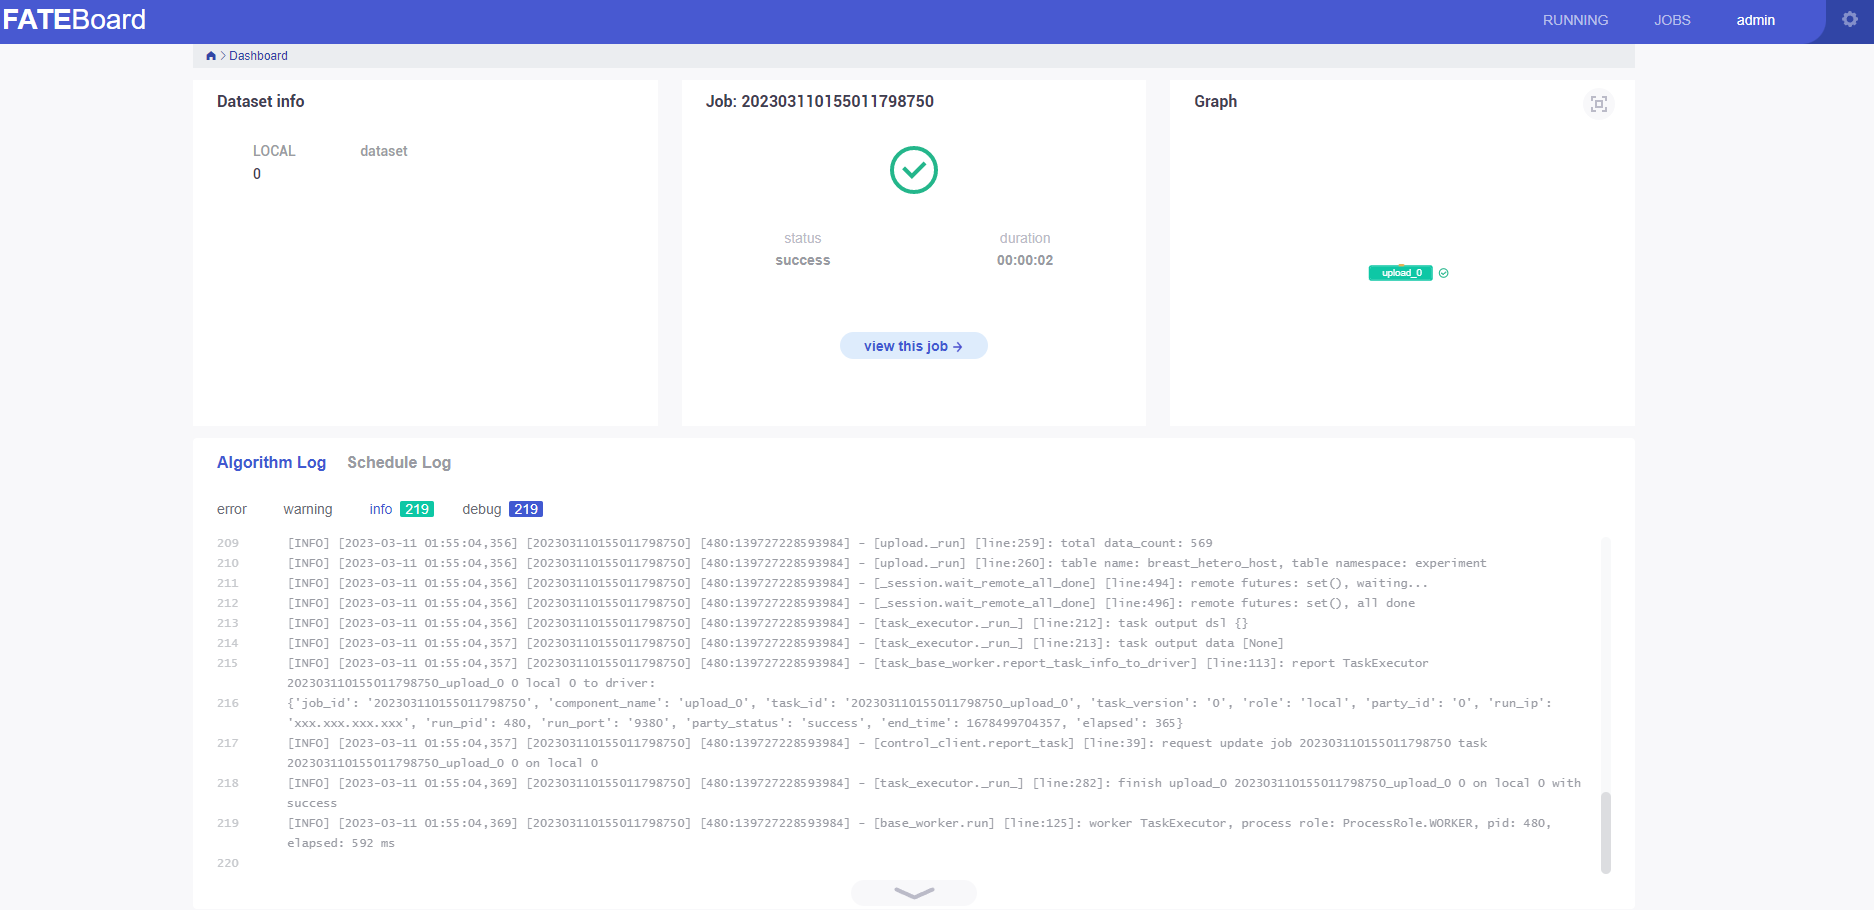 FATEBoard
RUNNING JOBS admin
Dashboard
Dataset info
LOCAL dataset
0
Job: 202303110155011798750
status duration
success 00:00:02
view this job →
Graph
upload_0
Algorithm Log Schedule Log
error warning info 219 debug 219
209 [INFO] [2023-03-11 01:55:04,356] [202303110155011798750] [480:139727228593984] - [upload._run] [line:259]: total data_count: 569
210 [INFO] [2023-03-11 01:55:04,356] [202303110155011798750] [480:139727228593984] - [upload._run] [line:260]: table name: breast_hetero_host, table namespace: experiment
211 [INFO] [2023-03-11 01:55:04,356] [202303110155011798750] [480:139727228593984] - [_session.wait_remote_all_done] [line:494]: remote futures: set(), waiting...
212 [INFO] [2023-03-11 01:55:04,356] [202303110155011798750] [480:139727228593984] - [_session.wait_remote_all_done] [line:496]: remote futures: set(), all done
213 [INFO] [2023-03-11 01:55:04,356] [202303110155011798750] [480:139727228593984] - [task_executor._run_] [line:212]: task output dsl {}
214 [INFO] [2023-03-11 01:55:04,357] [202303110155011798750] [480:139727228593984] - [task_executor._run_] [line:213]: task output data [None]
215 [INFO] [2023-03-11 01:55:04,357] [202303110155011798750] [480:139727228593984] - [task_base_worker.report_task_info_to_driver] [line:113]: report TaskExecutor
202303110155011798750_upload_0 0 local 0 to driver:
216 {'job_id': '202303110155011798750', 'component_name': 'upload_0', 'task_id': '202303110155011798750_upload_0', 'task_version': '0', 'role': 'local', 'party_id': '0', 'run_ip':
'xxx.xxx.xxx.xxx', 'run_pid': 480, 'run_port': '9380', 'party_status': 'success', 'end_time': 1678499704357, 'elapsed': 365}
217 [INFO] [2023-03-11 01:55:04,357] [202303110155011798750] [480:139727228593984] - [control_client.report_task] [line:39]: request update job 202303110155011798750 task
202303110155011798750_upload_0 0 on local 0
218 [INFO] [2023-03-11 01:55:04,369] [202303110155011798750] [480:139727228593984] - [task_executor._run_] [line:282]: finish upload_0 202303110155011798750_upload_0 0 on local 0 with
success
219 [INFO] [2023-03-11 01:55:04,369] [202303110155011798750] [480:139727228593984] - [base_worker.run] [line:125]: worker TaskExecutor, process role: ProcessRole.WORKER, pid: 480,
elapsed: 592 ms
220